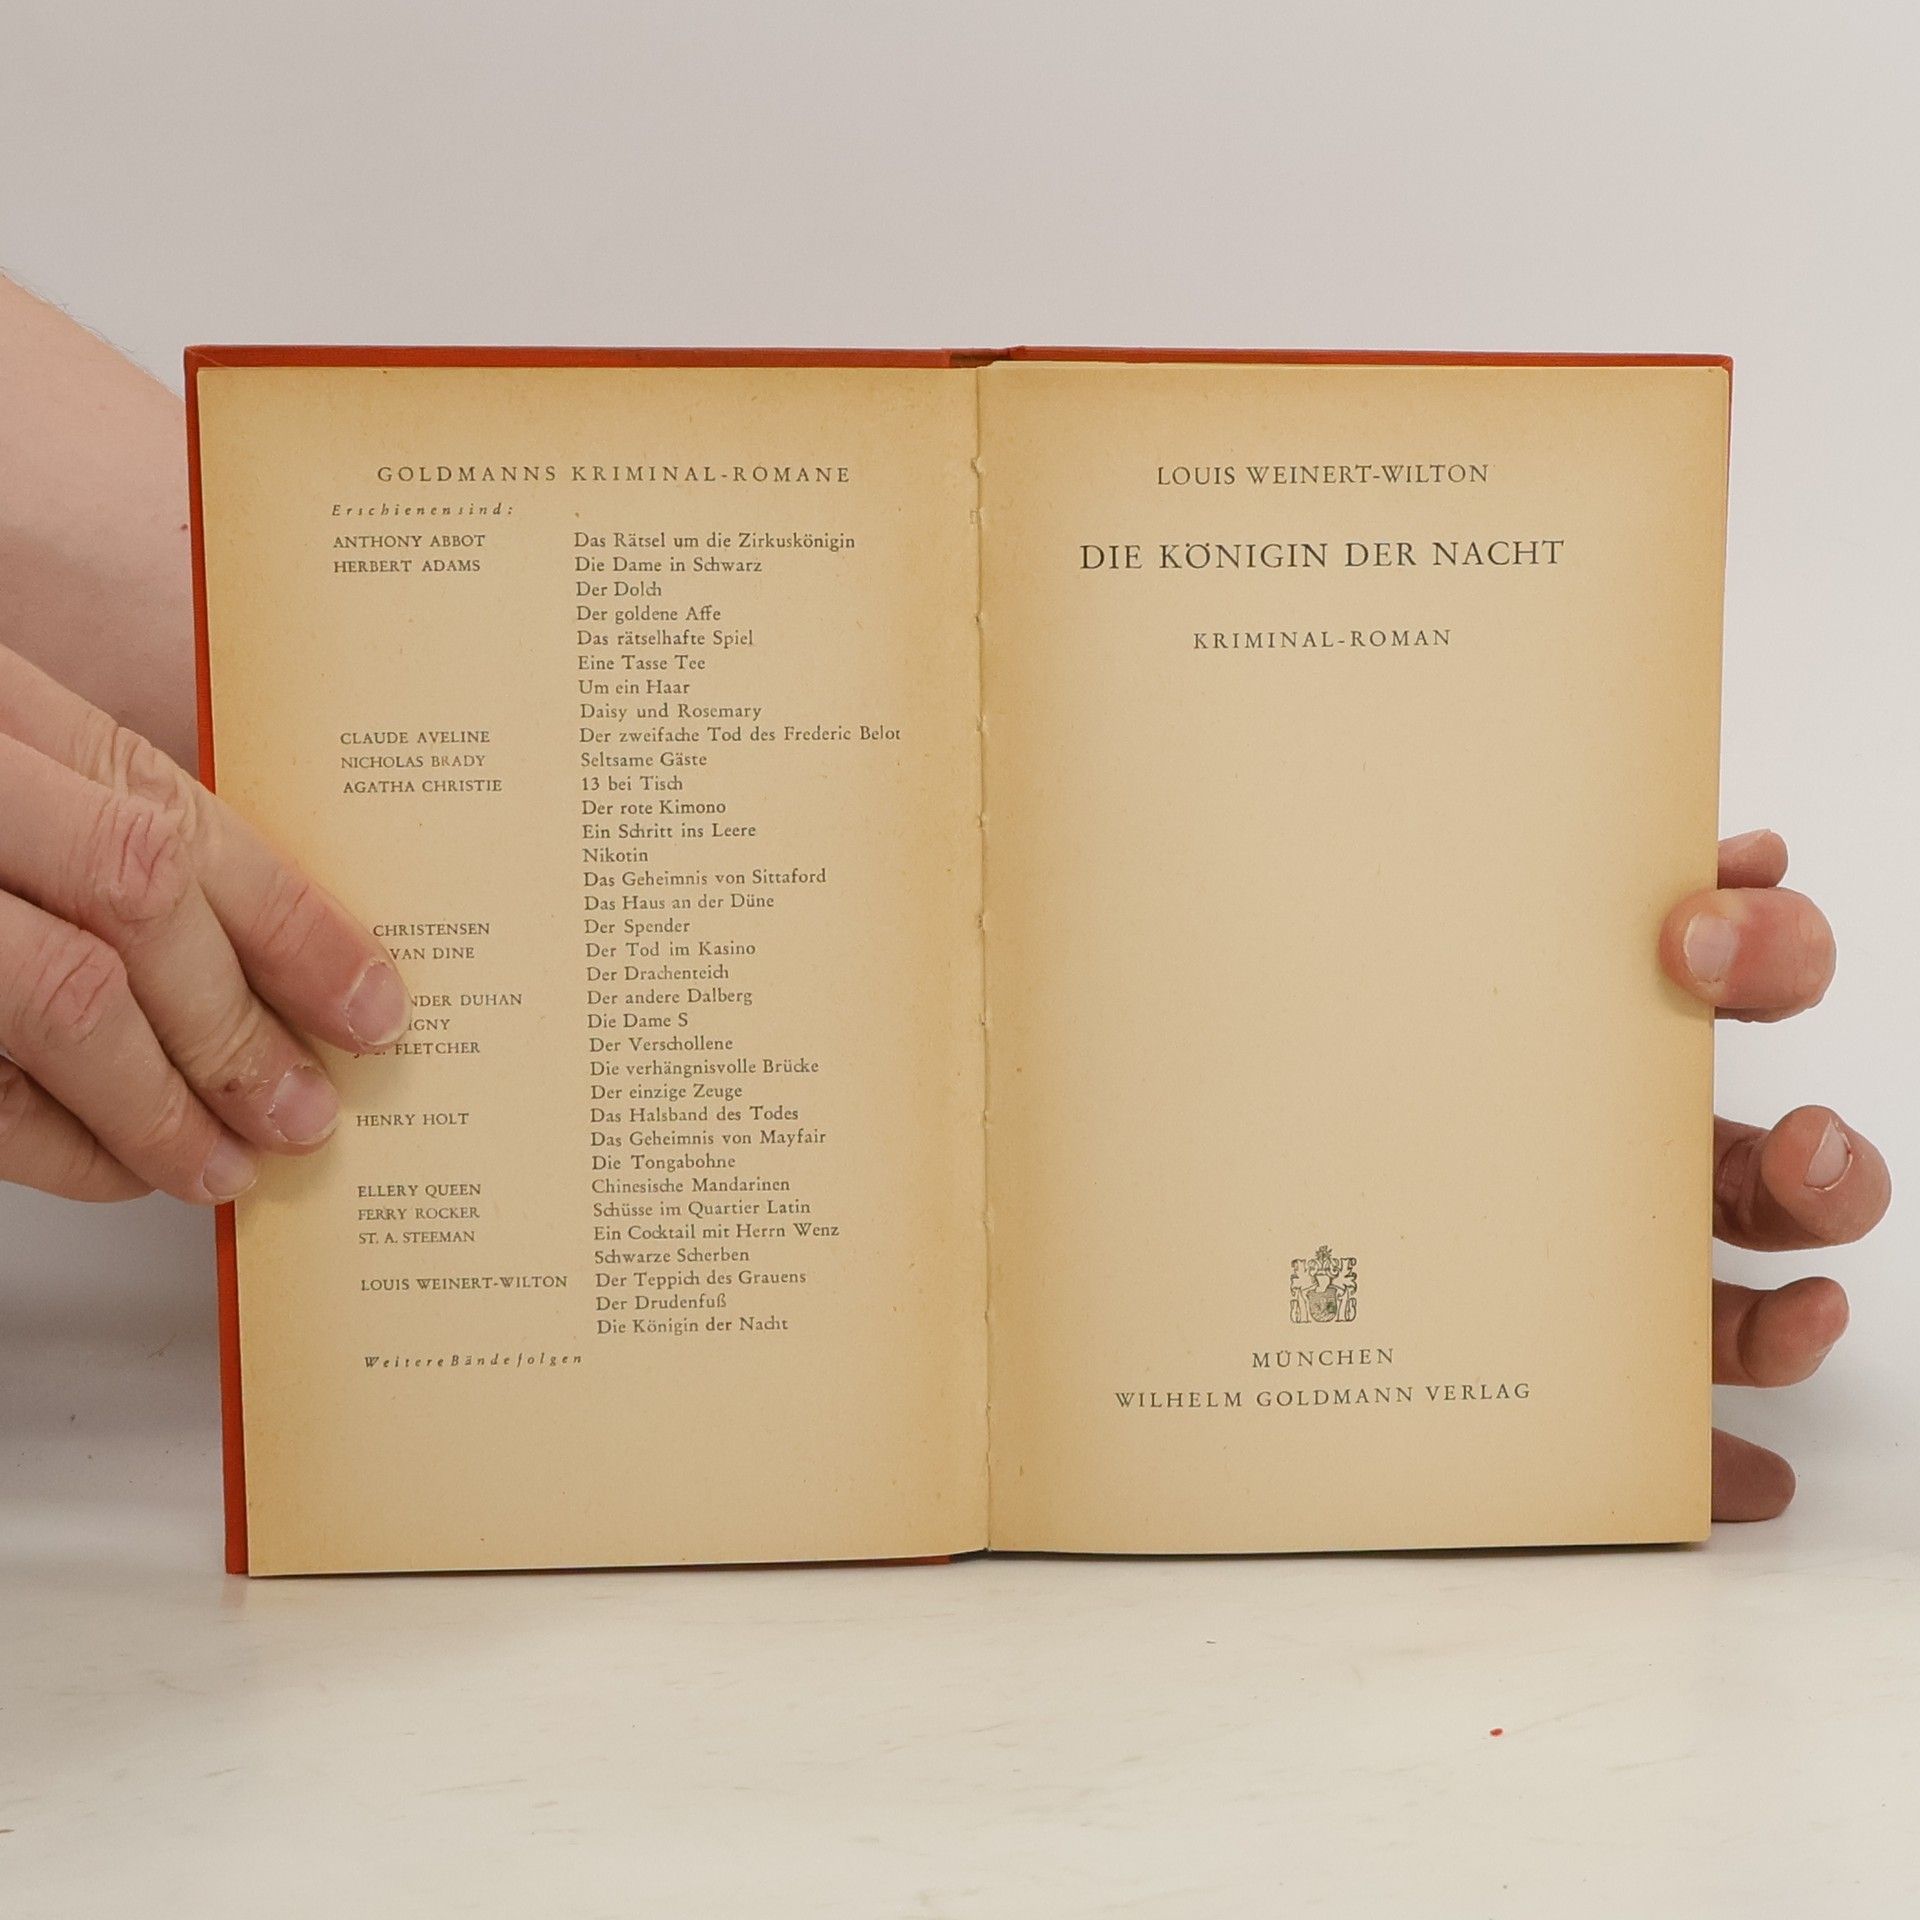 GOLDMANNS KRIMINAL-ROMANE
Erschienen sind:
ANTHONY ABBOT Das Rätsel um die Zirkuskönigin
HERBERT ADAMS Die Dame in Schwarz
Der Dolch
Der goldene Affe
Das rätselhafte Spiel
Eine Tasse Tee
Um ein Haar
Daisy und Rosemary
CLAUDE AVELINE Der zweifache Tod des Frederic Belot
NICHOLAS BRADY Seltsame Gäste
AGATHA CHRISTIE 13 bei Tisch
Der rote Kimono
Ein Schritt ins Leere
Nikotin
Das Geheimnis von Sittaford
Das Haus an der Düne
CHRISTENSEN Der Spender
VAN DINE Der Tod im Kasino
Der Drachenteich
DUHAN Der andere Dalberg
Die Dame S
FLETCHER Der Verschollene
Die verhängnisvolle Brücke
Der einzige Zeuge
HENRY HOLT Das Halsband des Todes
Das Geheimnis von Mayfair
Die Tongabohne
ELLERY QUEEN Chinesische Mandarinen
FERRY ROCKER Schüsse im Quartier Latin
ST. A. STEEMAN Ein Cocktail mit Herrn Wenz
Schwarze Scherben
LOUIS WEINERT-WILTON Der Teppich des Grauens
Der Drudenfuß
Die Königin der Nacht
Weitere Bände folgen
LOUIS WEINERT-WILTON
DIE KÖNIGIN DER NACHT
KRIMINAL-ROMAN
MÜNCHEN
WILHELM GOLDMANN VERLAG